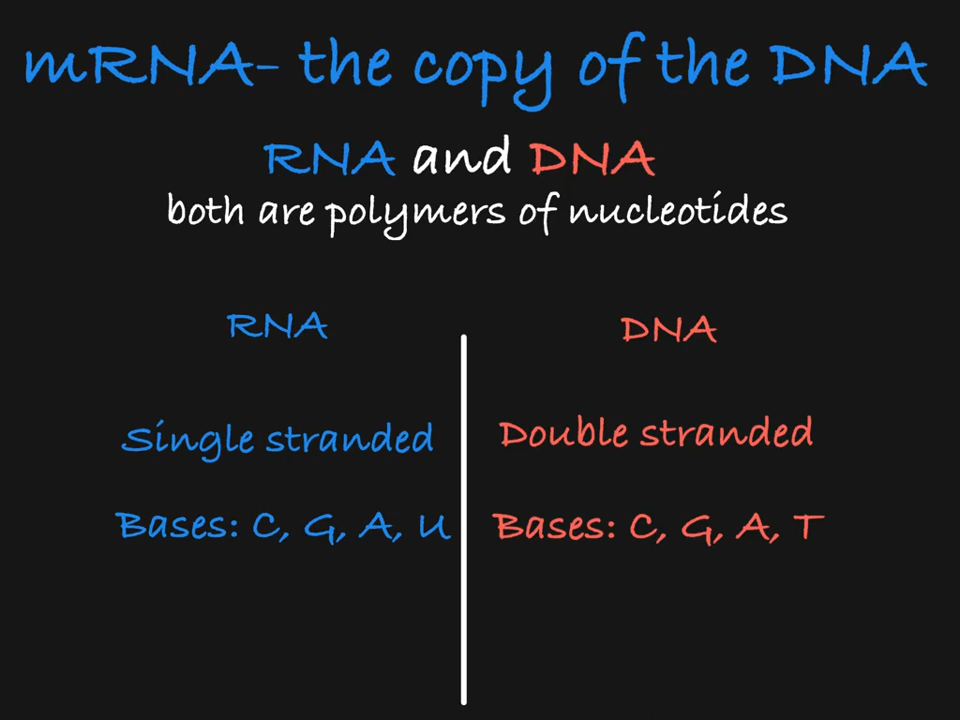 mRNA- the copy of the DNA
RNA and DNA
both are polymers of nucleotides
RNA
DNA
Single stranded
Double stranded
Bases: C, G, A, U
Bases: C, G, A, T